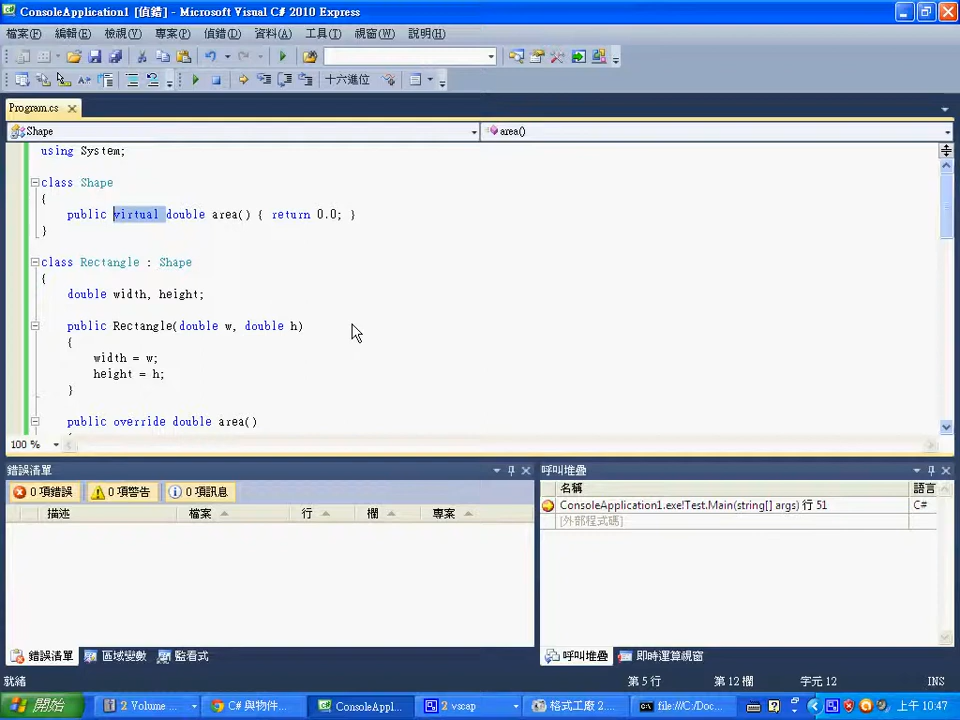 ConsoleApplication1 [偵錯] - Microsoft Visual C# 2010 Express
檔案(F) 編輯(E) 檢視(V) 專案(P) 偵錯(D) 資料(A) 工具(T) 視窗(W) 說明(H)
十六進位
Program.cs
Shape area()
using System;
class Shape
{
public virtual double area() { return 0.0; }
}
class Rectangle : Shape
{
double width, height;
public Rectangle(double w, double h)
{
width = w;
height = h;
}
public override double area()
100 %
錯誤清單
0 項錯誤 0 項警告 0 項訊息
描述 檔案 行 欄 專案
呼叫堆疊
名稱 語言
ConsoleApplication1.exe!Test.Main(string[] args) 行 51 C#
[外部程式碼]
錯誤清單 區域變數 監看式
呼叫堆疊 即時運算視窗
就緒 第 5 行 第 12 欄 字元 12 INS
開始 2 Volume ... C# 與物件... ConsoleAppl... 2 vscap 格式工廠 2.... file:///C:/Doc... 上午 10:47